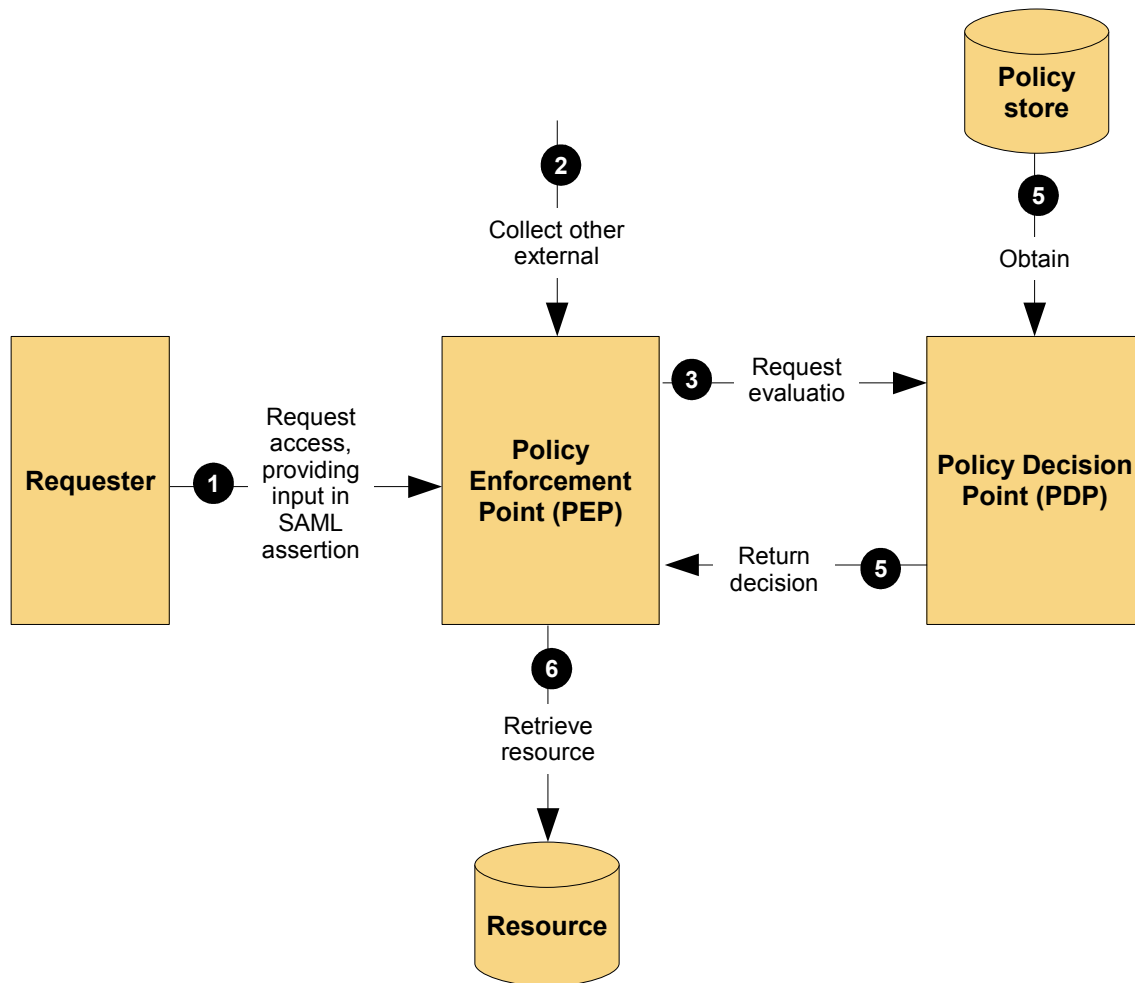 Policy
store
2
5
Collect other
external
Obtain
3
Request
evaluatio
Request
access,
providing
input in
SAML
assertion
Requester
1
Policy
Enforcement
Point (PEP)
Policy Decision
Point (PDP)
Return
decision
5
6
Retrieve
resource
Resource